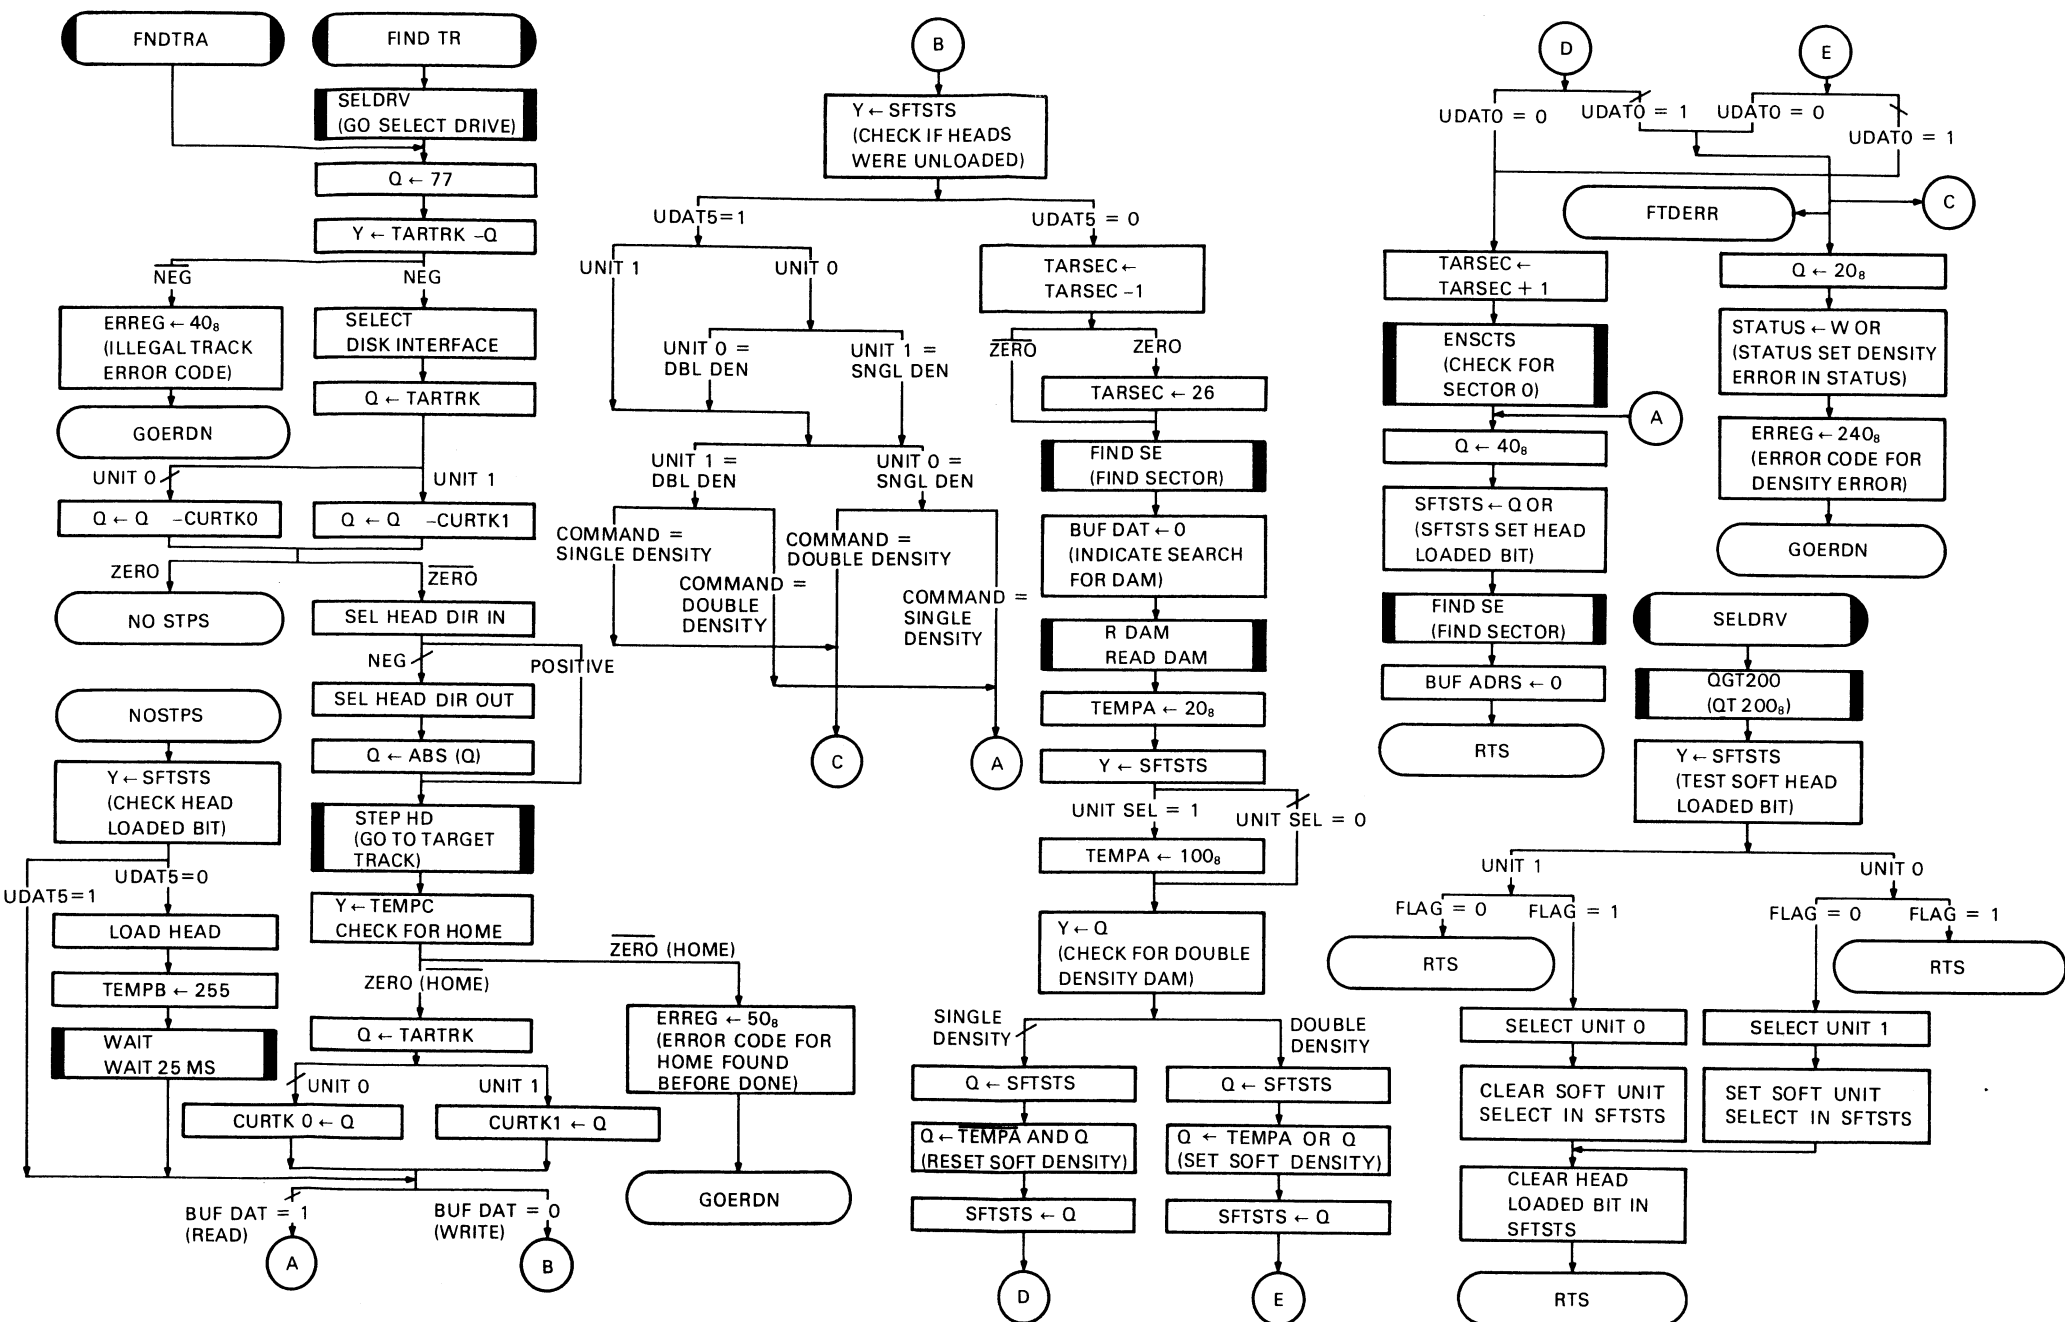 FNDTRA
FIND TR
SELDRV
(GO SELECT DRIVE)
Q ← 77
Y ← TARTRK –Q
NEG
NEG
ERREG ← 40₈
(ILLEGAL TRACK
ERROR CODE)
GOERDN
SELECT
DISK INTERFACE
Q ← TARTRK
UNIT 0
UNIT 1
Q ← Q –CURTK0
Q ← Q –CURTK1
ZERO
ZERO
NO STPS
SEL HEAD DIR IN
NEG
POSITIVE
SEL HEAD DIR OUT
Q ← ABS (Q)
STEP HD
(GO TO TARGET
TRACK)
Y ← TEMPC
CHECK FOR HOME
ZERO (HOME)
ZERO (HOME)
Q ← TARTRK
UNIT 0
UNIT 1
CURTK 0 ← Q
CURTK1 ← Q
ERREG ← 50₈
(ERROR CODE FOR
HOME FOUND
BEFORE DONE)
GOERDN
NOSTPS
Y ← SFTSTS
(CHECK HEAD
LOADED BIT)
UDAT5=0
UDAT5=1
LOAD HEAD
TEMPB ← 255
WAIT
WAIT 25 MS
BUF DAT = 1
(READ)
BUF DAT = 0
(WRITE)
A
B
B
Y ← SFTSTS
(CHECK IF HEADS
WERE UNLOADED)
UDAT5=1
UDAT5 = 0
UNIT 1
UNIT 0
UNIT 0 =
DBL DEN
UNIT 1 =
SNGL DEN
UNIT 1 =
DBL DEN
UNIT 0 =
SNGL DEN
COMMAND =
SINGLE DENSITY
COMMAND =
DOUBLE DENSITY
COMMAND =
DOUBLE
DENSITY
COMMAND =
SINGLE
DENSITY
C
A
TARSEC ←
TARSEC –1
ZERO
ZERO
TARSEC ← 26
FIND SE
(FIND SECTOR)
BUF DAT ← 0
(INDICATE SEARCH
FOR DAM)
R DAM
READ DAM
TEMPA ← 20₈
Y ← SFTSTS
UNIT SEL = 1
UNIT SEL = 0
TEMPA ← 100₈
Y ← Q
(CHECK FOR DOUBLE
DENSITY DAM)
SINGLE
DENSITY
DOUBLE
DENSITY
Q ← SFTSTS
Q ← SFTSTS
Q ← TEMPA AND Q
(RESET SOFT DENSITY)
Q ← TEMPA OR Q
(SET SOFT DENSITY)
SFTSTS ← Q
SFTSTS ← Q
D
E
D
E
UDAT0 = 0
UDAT0 = 1
UDAT0 = 0
UDAT0 = 1
FTDERR
C
TARSEC ←
TARSEC + 1
ENSCTS
(CHECK FOR
SECTOR 0)
A
Q ← 40₈
SFTSTS ← Q OR
(SFTSTS SET HEAD
LOADED BIT)
FIND SE
(FIND SECTOR)
BUF ADRS ← 0
RTS
Q ← 20₈
STATUS ← W OR
(STATUS SET DENSITY
ERROR IN STATUS)
ERREG ← 240₈
(ERROR CODE FOR
DENSITY ERROR)
GOERDN
SELDRV
QGT200
(QT 200₈)
Y ← SFTSTS
(TEST SOFT HEAD
LOADED BIT)
UNIT 1
UNIT 0
FLAG = 0
FLAG = 1
FLAG = 0
FLAG = 1
RTS
RTS
SELECT UNIT 0
SELECT UNIT 1
CLEAR SOFT UNIT
SELECT IN SFTSTS
SET SOFT UNIT
SELECT IN SFTSTS
CLEAR HEAD
LOADED BIT IN
SFTSTS
RTS